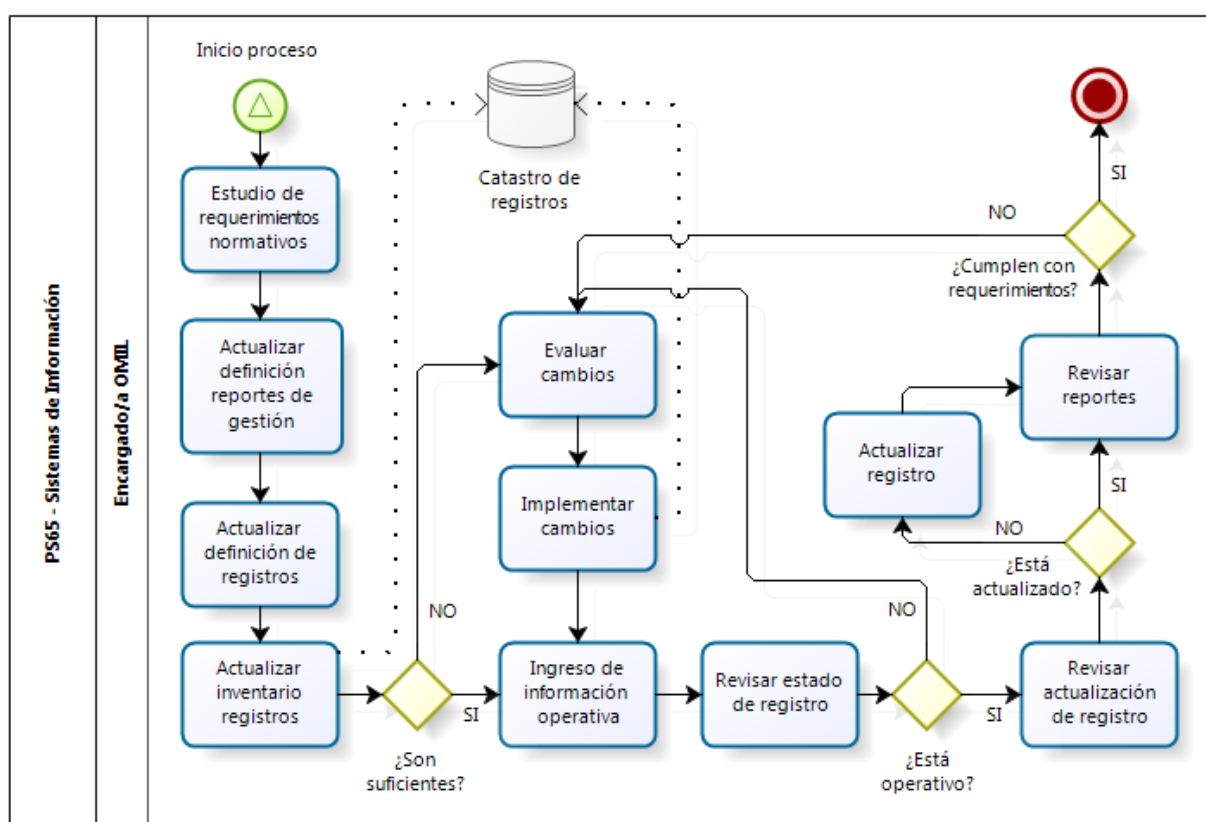 PS65 - Sistemas de Información
Encargado/a OMIL
Inicio proceso
Estudio de
requerimientos
normativos
Actualizar
definición
reportes de
gestión
Actualizar
definición de
registros
Actualizar
inventario
registros
¿Son
suficientes?
NO
SI
Catastro de
registros
Evaluar
cambios
Implementar
cambios
Ingreso de
información
operativa
Revisar estado
de registro
¿Está
operativo?
NO
SI
Revisar
actualización
de registro
¿Está
actualizado?
NO
SI
Actualizar
registro
Revisar
reportes
¿Cumplen con
requerimientos?
NO
SI